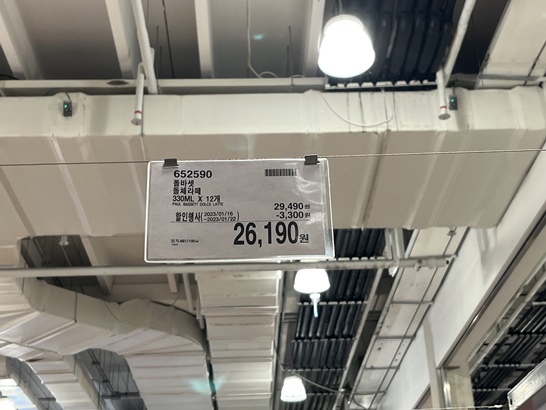 652590
폴바셋
돌체라떼
330ML X 12개
PAUL BASSETT DOLCE LATTE
29,490원
할인행사 (2023/01/16 -2023/01/22) -3,300원
26,190원